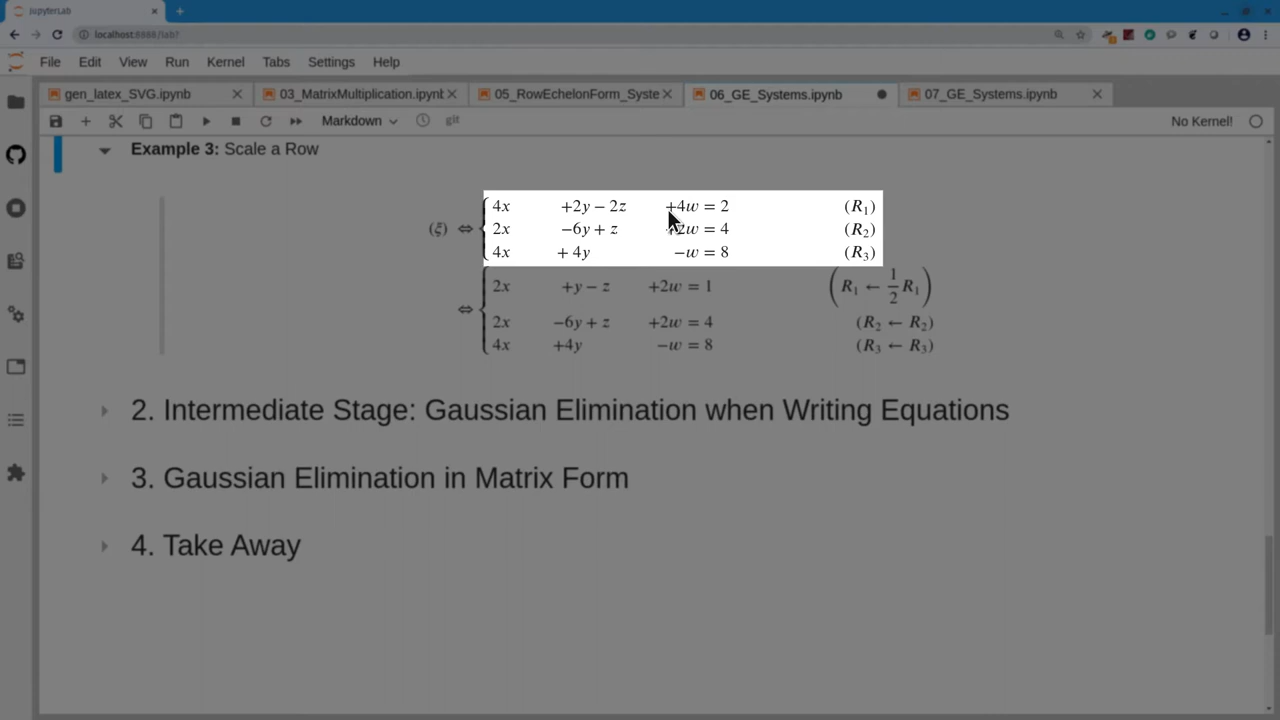 JupyterLab
localhost:8888/lab?
File Edit View Run Kernel Tabs Settings Help
gen_latex_SVG.ipynb 03_MatrixMultiplication.ipynb 05_RowEchelonForm_Syste 06_GE_Systems.ipynb 07_GE_Systems.ipynb
Markdown git No Kernel!
Example 3: Scale a Row
4x +2y − 2z +4w = 2 (R₁)
(ξ) ⇔ { 2x −6y + z +2w = 4 (R₂)
4x + 4y −w = 8 (R₃)
2x +y − z +2w = 1 (R₁ ← 1/2 R₁)
⇔ { 2x −6y + z +2w = 4 (R₂ ← R₂)
4x +4y −w = 8 (R₃ ← R₃)
2. Intermediate Stage: Gaussian Elimination when Writing Equations
3. Gaussian Elimination in Matrix Form
4. Take Away